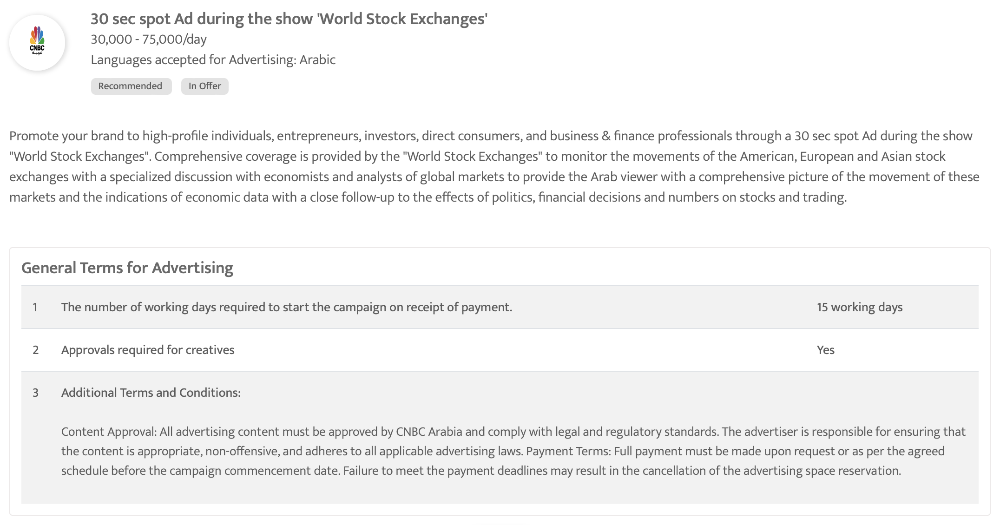 CNBC
عربية
30 sec spot Ad during the show 'World Stock Exchanges'
30,000 - 75,000/day
Languages accepted for Advertising: Arabic
Recommended
In Offer
Promote your brand to high-profile individuals, entrepreneurs, investors, direct consumers, and business & finance professionals through a 30 sec spot Ad during the show
"World Stock Exchanges". Comprehensive coverage is provided by the "World Stock Exchanges" to monitor the movements of the American, European and Asian stock
exchanges with a specialized discussion with economists and analysts of global markets to provide the Arab viewer with a comprehensive picture of the movement of these
markets and the indications of economic data with a close follow-up to the effects of politics, financial decisions and numbers on stocks and trading.
General Terms for Advertising
1 The number of working days required to start the campaign on receipt of payment. 15 working days
2 Approvals required for creatives Yes
3 Additional Terms and Conditions:
Content Approval: All advertising content must be approved by CNBC Arabia and comply with legal and regulatory standards. The advertiser is responsible for ensuring that
the content is appropriate, non-offensive, and adheres to all applicable advertising laws. Payment Terms: Full payment must be made upon request or as per the agreed
schedule before the campaign commencement date. Failure to meet the payment deadlines may result in the cancellation of the advertising space reservation.